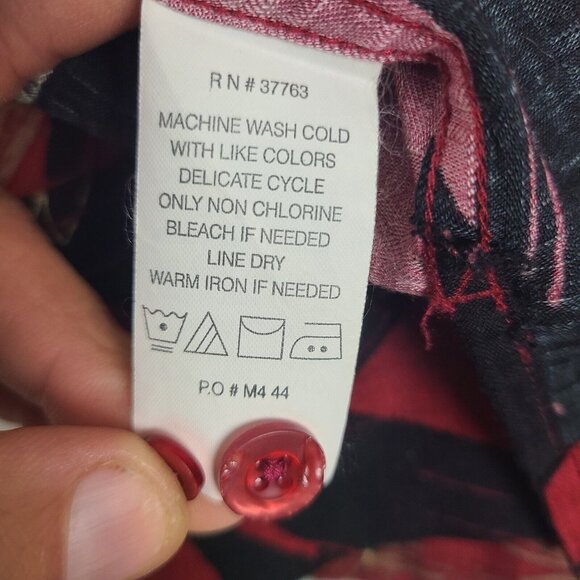 RN # 37763
MACHINE WASH COLD
WITH LIKE COLORS
DELICATE CYCLE
ONLY NON CHLORINE
BLEACH IF NEEDED
LINE DRY
WARM IRON IF NEEDED
P.O # M4 44